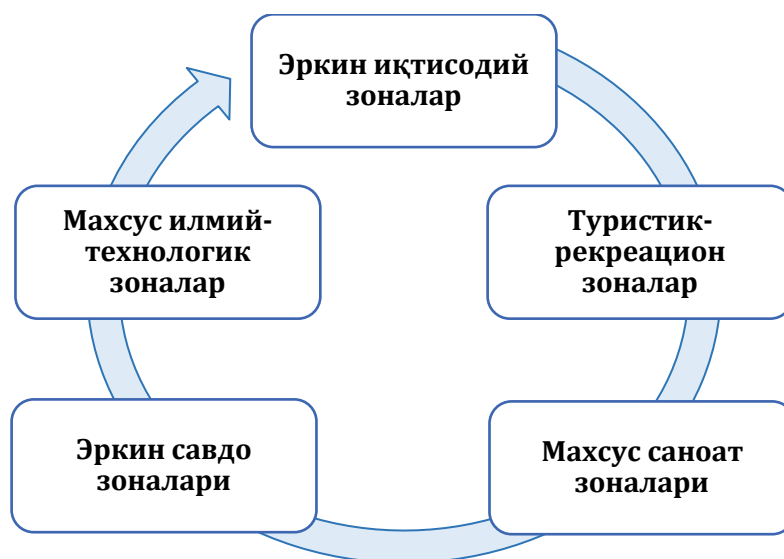 Эркин иқтисодий
зоналар
Туристик-
рекреацион
зоналар
Махсус саноат
зоналари
Эркин савдо
зоналари
Махсус илмий-
технологик
зоналар